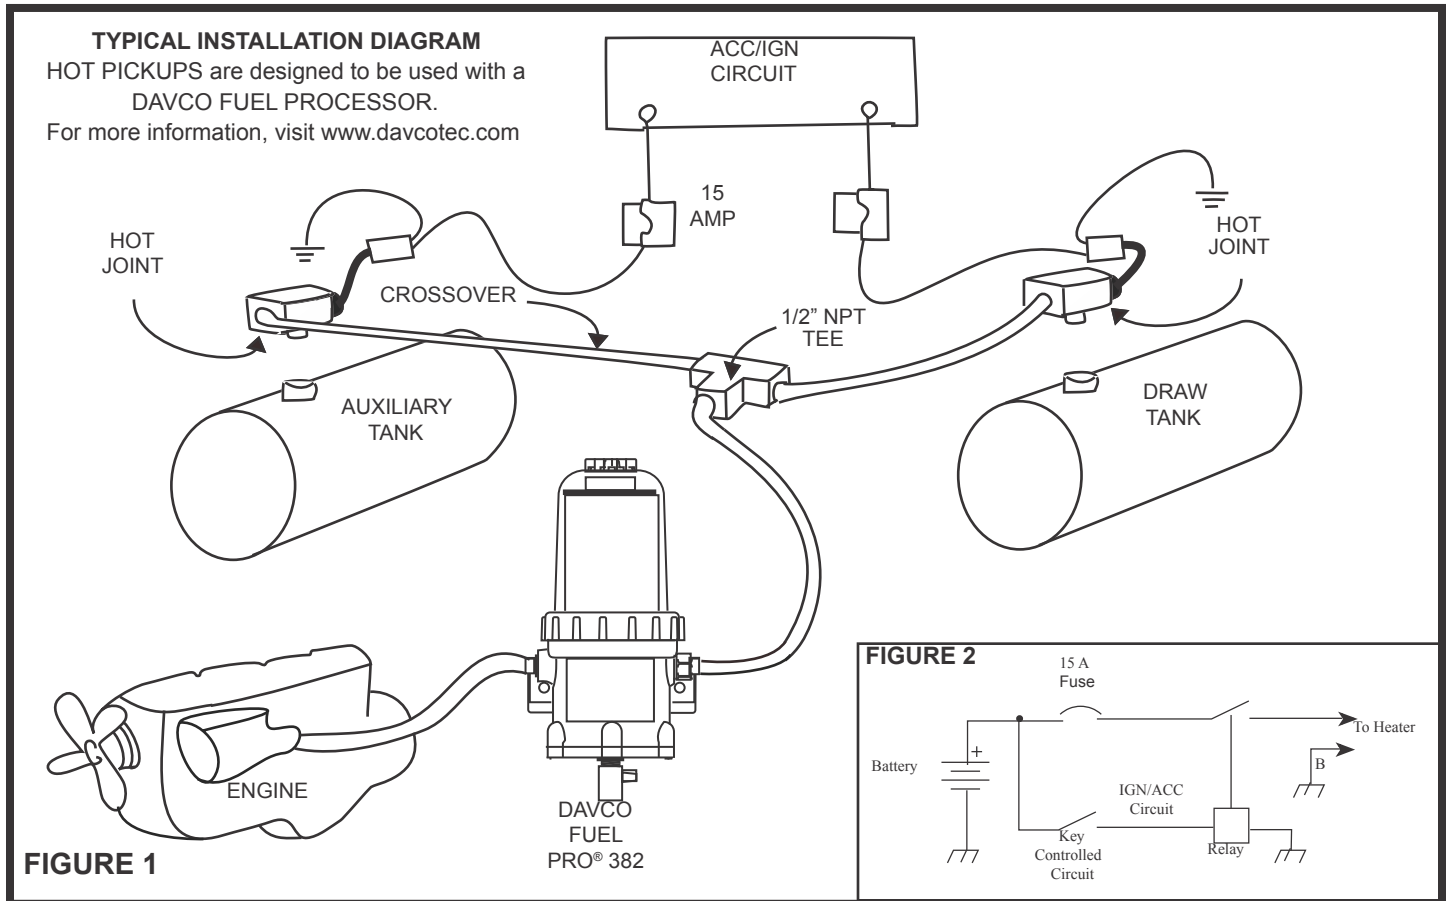 TYPICAL INSTALLATION DIAGRAM
HOT PICKUPS are designed to be used with a
DAVCO FUEL PROCESSOR.
For more information, visit www.davcotec.com
ACC/IGN
CIRCUIT
15
AMP
HOT
JOINT
HOT
JOINT
CROSSOVER
1/2” NPT
TEE
AUXILIARY
TANK
DRAW
TANK
ENGINE
DAVCO
FUEL
PRO® 382
FIGURE 1
FIGURE 2
15 A
Fuse
To Heater
Battery
+
B
IGN/ACC
Circuit
Key
Controlled
Circuit
Relay